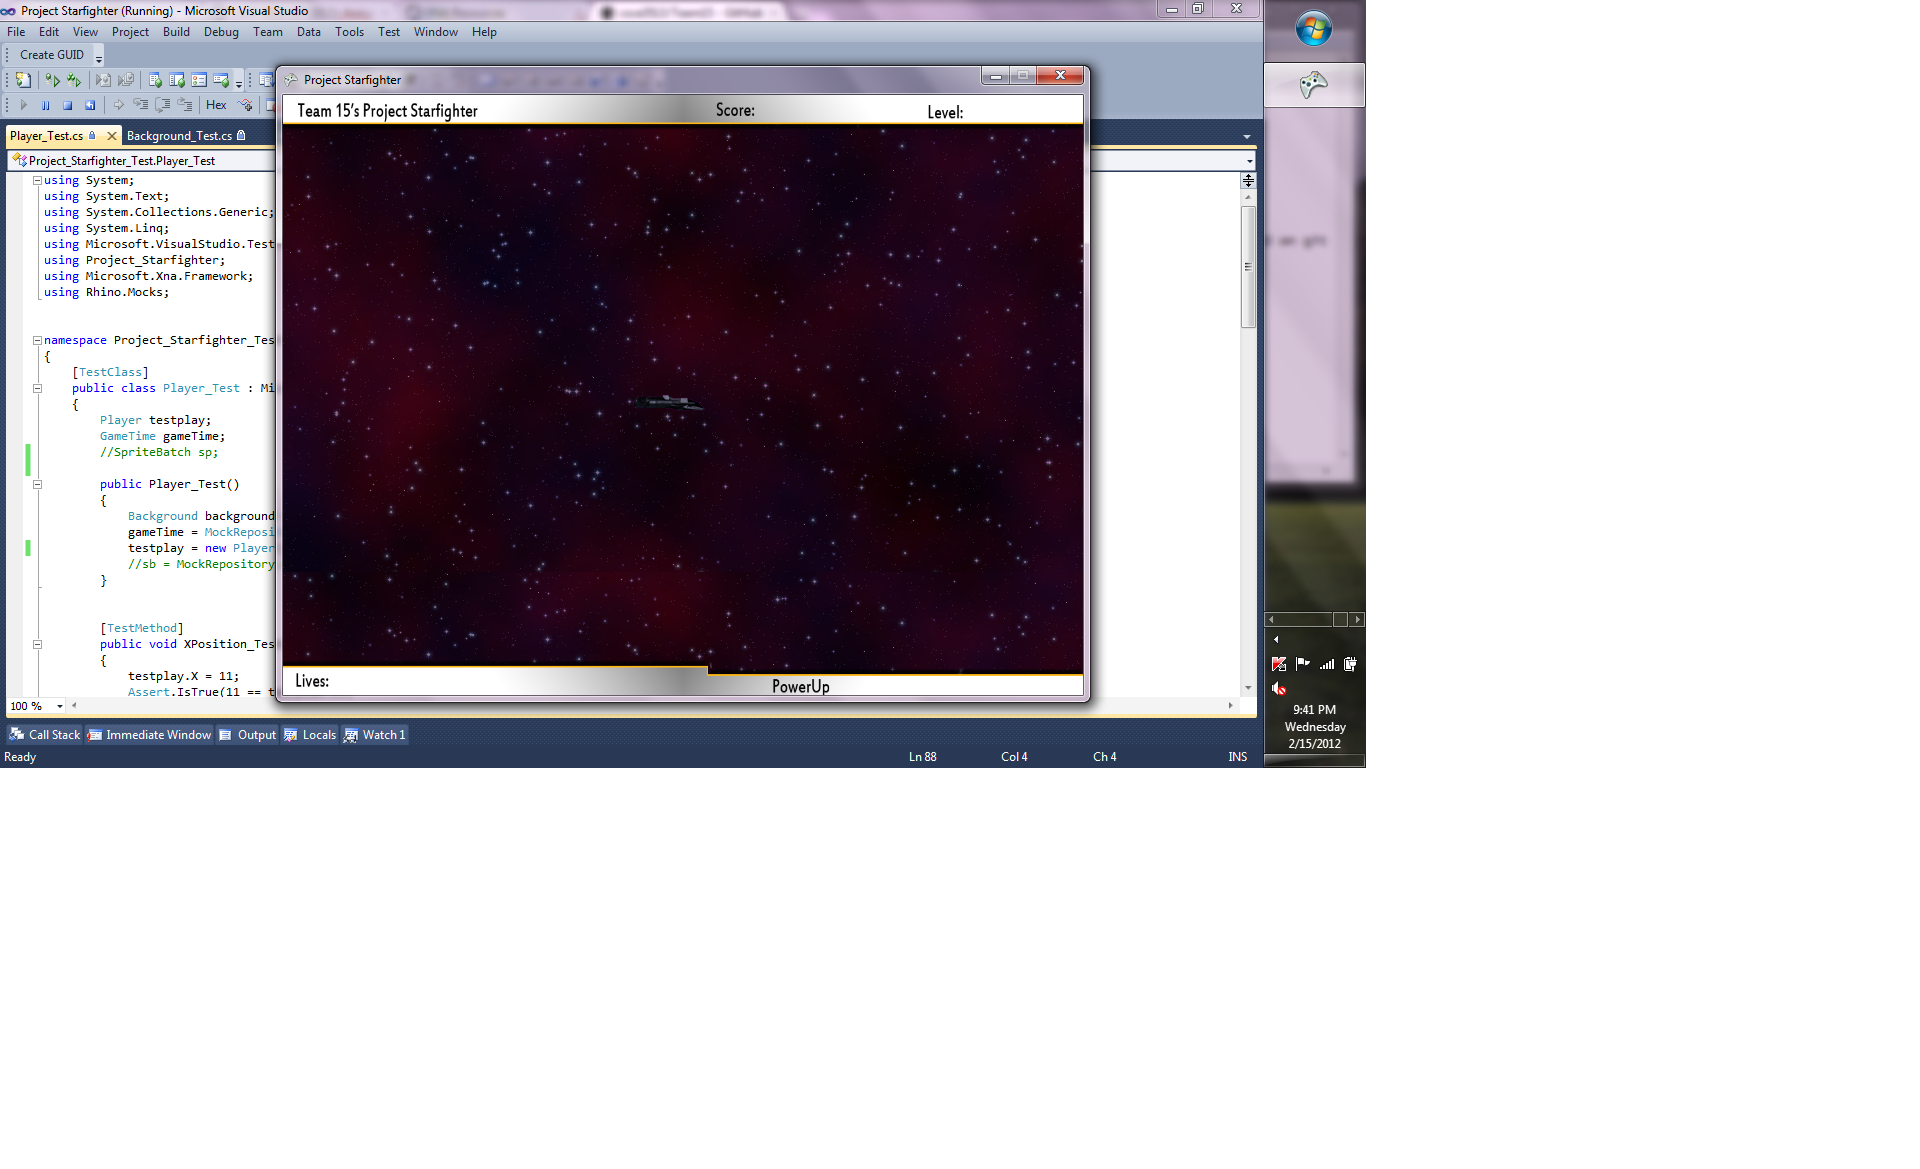 Project Starfighter (Running) - Microsoft Visual Studio
File Edit View Project Build Debug Team Data Tools Test Window Help
Create GUID
Hex
Player_Test.cs Background_Test.cs
Project_Starfighter_Test.Player_Test
using System;
using System.Text;
using System.Collections.Generic;
using System.Linq;
using Microsoft.VisualStudio.Test
using Project_Starfighter;
using Microsoft.Xna.Framework;
using Rhino.Mocks;
namespace Project_Starfighter_Tes
{
[TestClass]
public class Player_Test : Mi
{
Player testplay;
GameTime gameTime;
//SpriteBatch sp;
public Player_Test()
{
Background background
gameTime = MockReposi
testplay = new Player
//sb = MockRepository
}
[TestMethod]
public void XPosition_Tes
{
testplay.X = 11;
Assert.IsTrue(11 == t
100 %
Project Starfighter
Team 15's Project Starfighter Score: Level:
Lives: PowerUp
Call Stack Immediate Window Output Locals Watch 1
Ready Ln 88 Col 4 Ch 4 INS
9:41 PM
Wednesday
2/15/2012